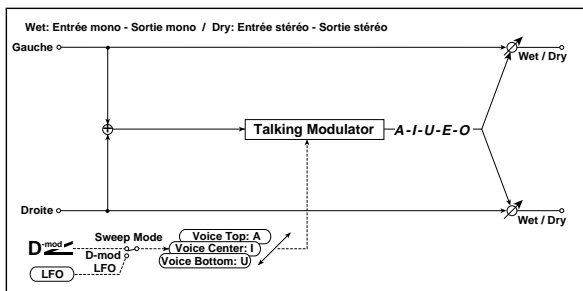 Wet: Entrée mono - Sortie mono / Dry: Entrée stéréo - Sortie stéréo
Gauche
Wet / Dry
Talking Modulator
A-I-U-E-O
Droite
Wet / Dry
Sweep Mode
Voice Top: A
D-mod
D-mod
Voice Center: I
LFO
LFO
Voice Bottom: U